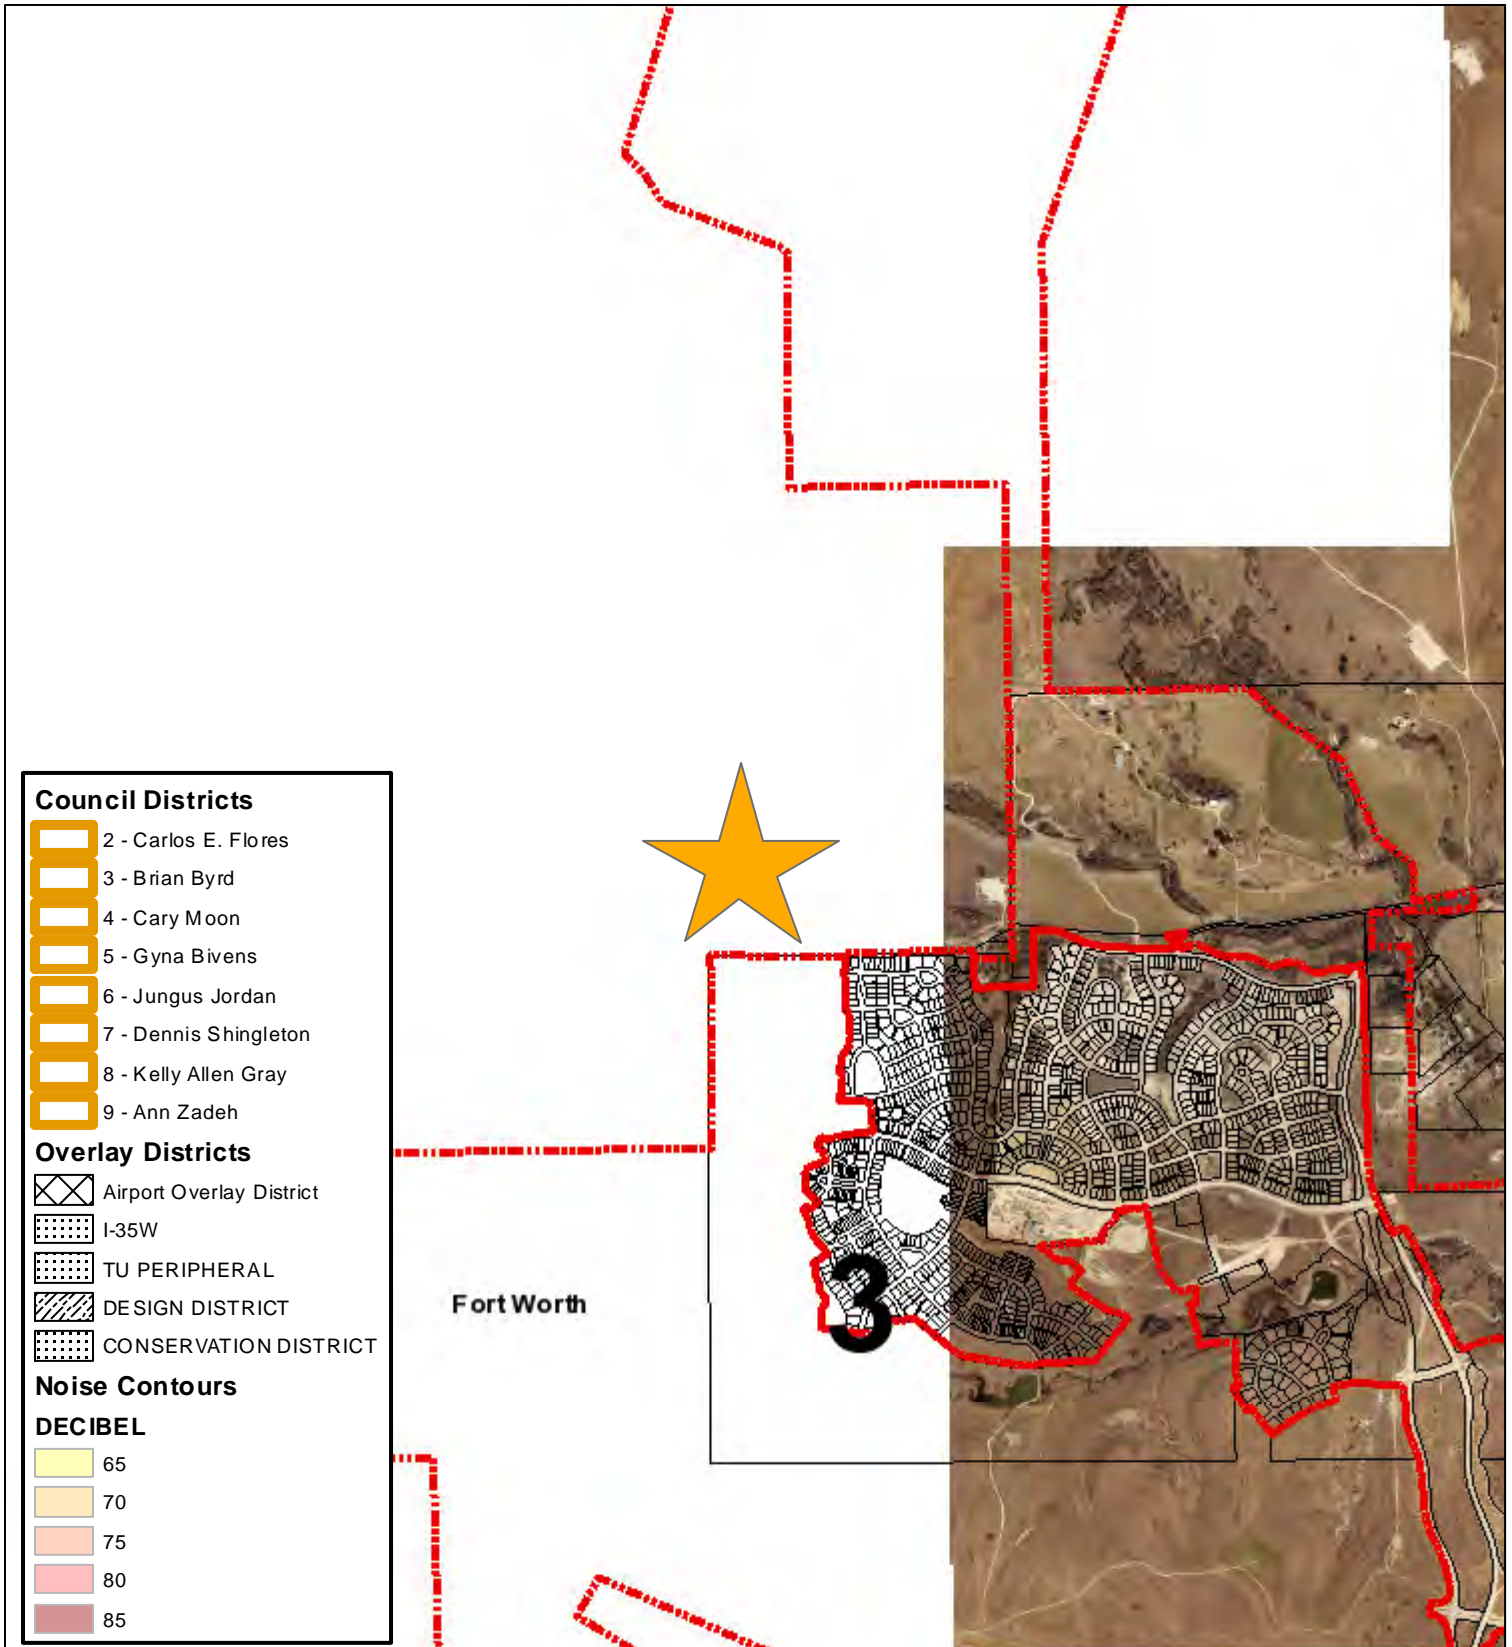 Council Districts
2 - Carlos E. Flores
3 - Brian Byrd
4 - Cary Moon
5 - Gyna Bivens
6 - Jungus Jordan
7 - Dennis Shingleton
8 - Kelly Allen Gray
9 - Ann Zadeh
Overlay Districts
Airport Overlay District
I-35W
TU PERIPHERAL
DESIGN DISTRICT
CONSERVATION DISTRICT
Noise Contours
DECIBEL
65
70
75
80
85
Fort Worth
3